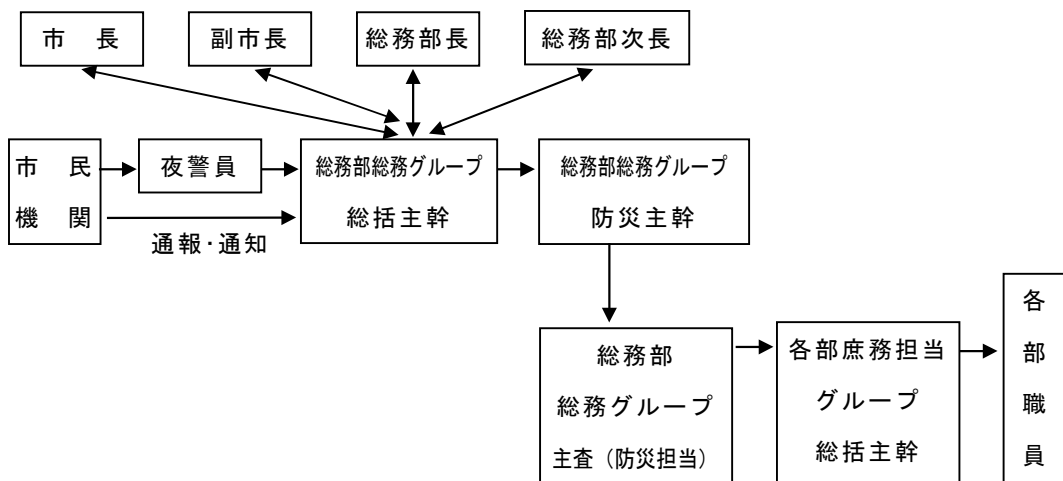 市　長
副市長
総務部長
総務部次長
市　民
機　関
夜警員
通報・通知
総務部総務グループ
総括主幹
総務部総務グループ
防災主幹
総務部
総務グループ
主査（防災担当）
各部庶務担当
グループ
総括主幹
各
部
職
員